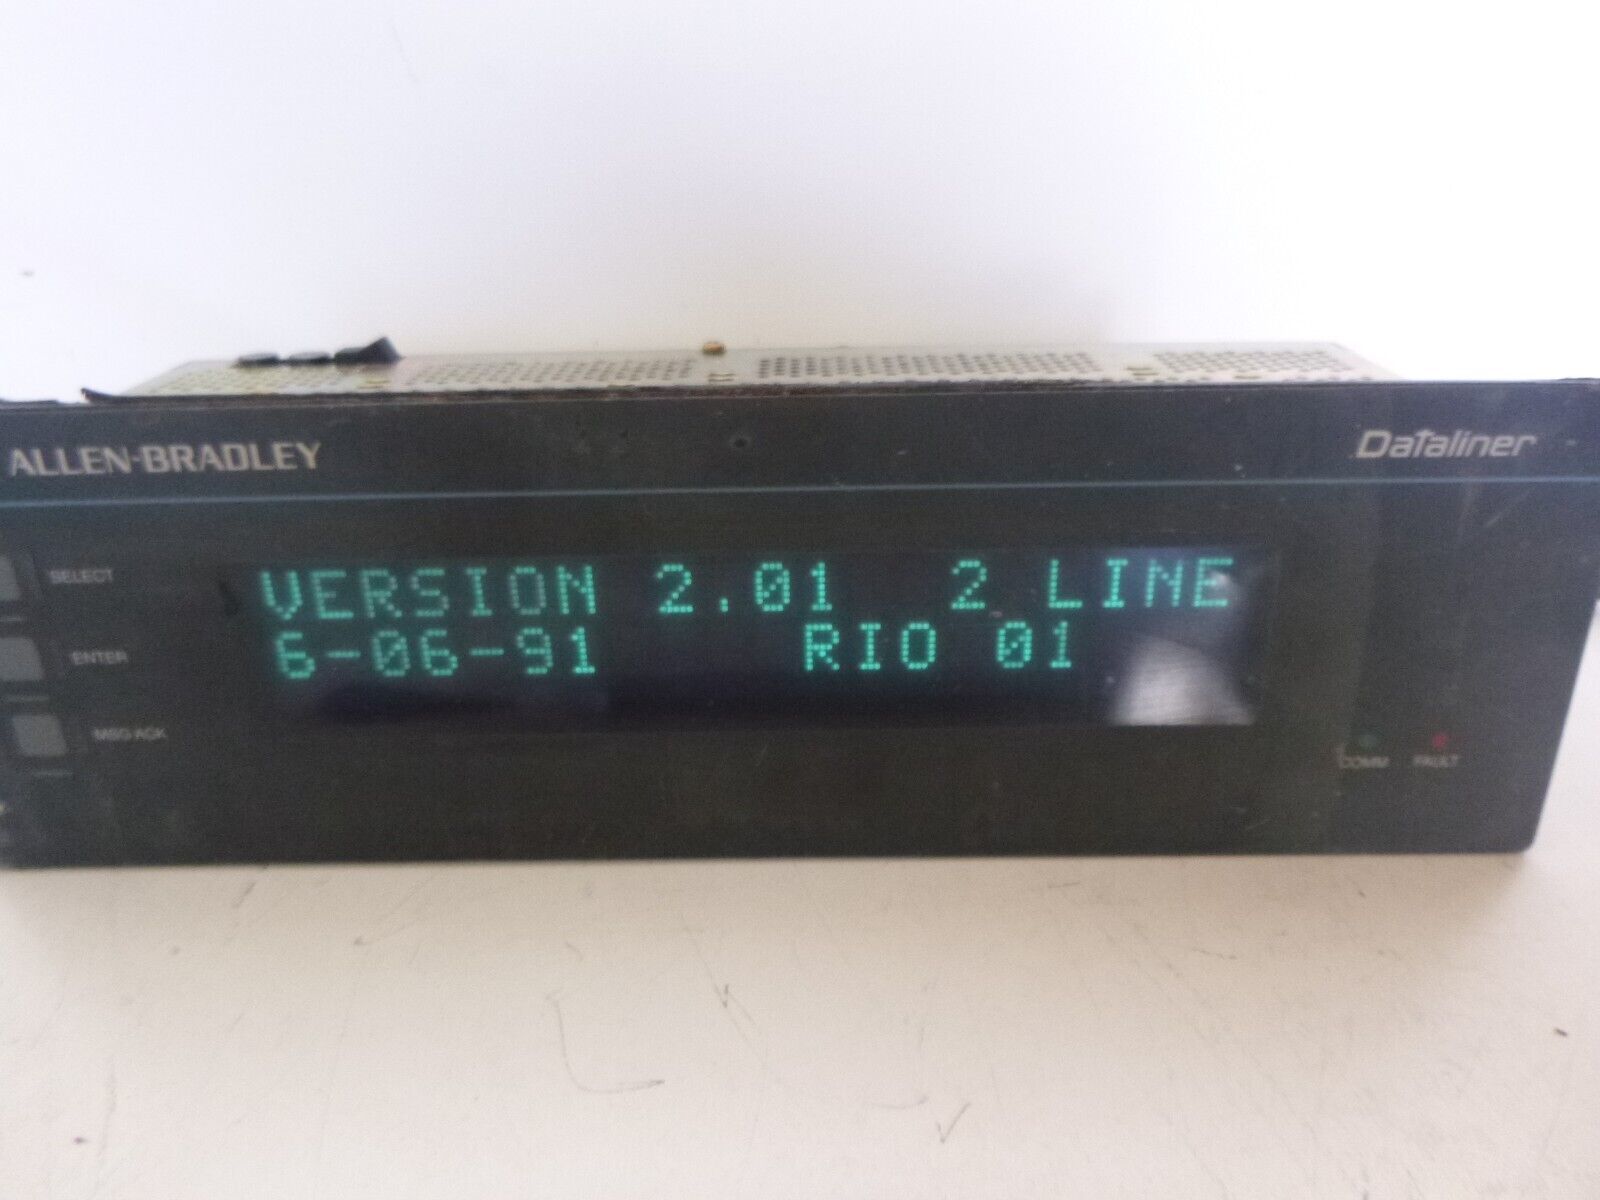 ALLEN-BRADLEY
Dataliner
SELECT
VERSION 2.01 2 LINE
ENTER
6-06-91 RIO 01
MSG ACK
COMM FAULT